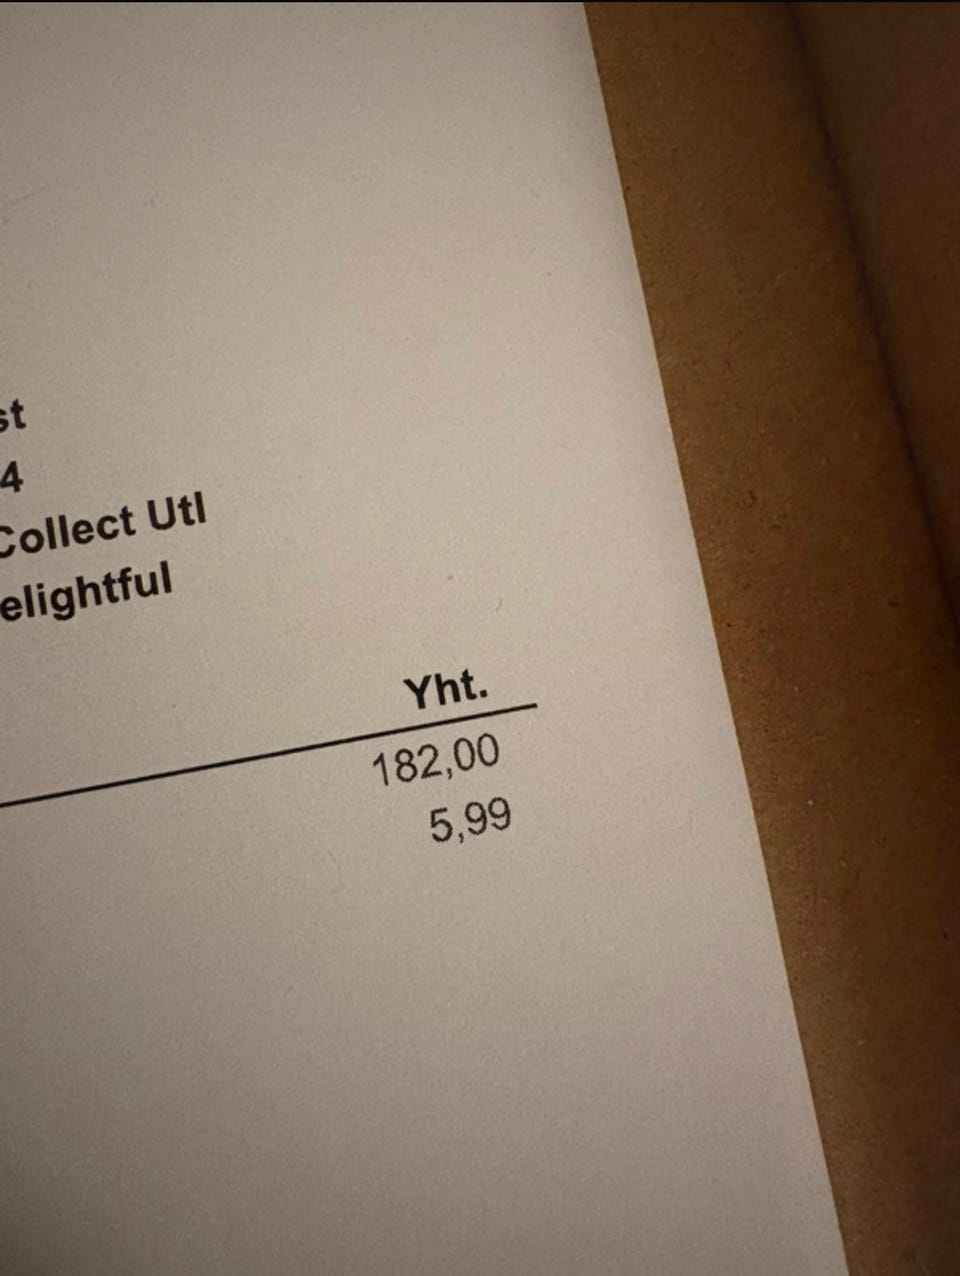 st
4
Collect Utl
elightful
Yht.
182,00
5,99